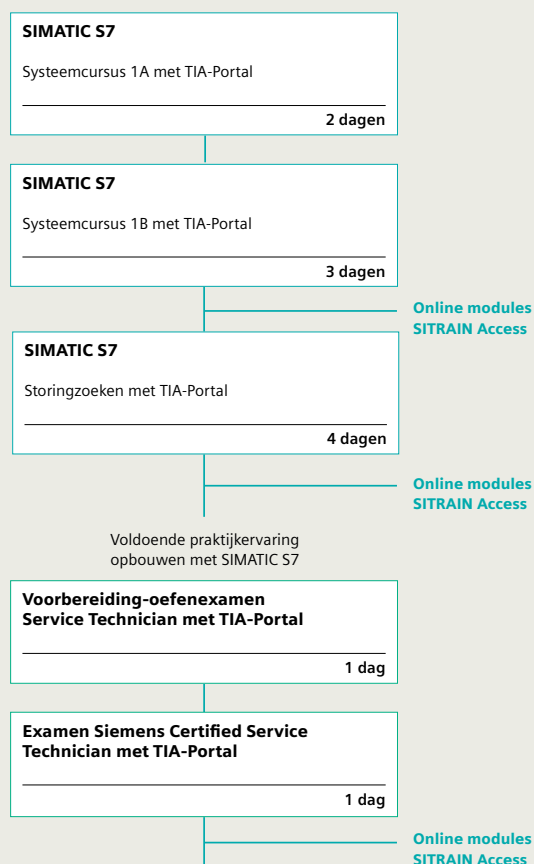 SIMATIC S7
Systeemcursus 1A met TIA-Portal
2 dagen
SIMATIC S7
Systeemcursus 1B met TIA-Portal
3 dagen
Online modules
SITRAIN Access
SIMATIC S7
Storingzoeken met TIA-Portal
4 dagen
Online modules
SITRAIN Access
Voldoende praktijkervaring
opbouwen met SIMATIC S7
Voorbereiding-oefenexamen
Service Technician met TIA-Portal
1 dag
Examen Siemens Certified Service
Technician met TIA-Portal
1 dag
Online modules
SITRAIN Access